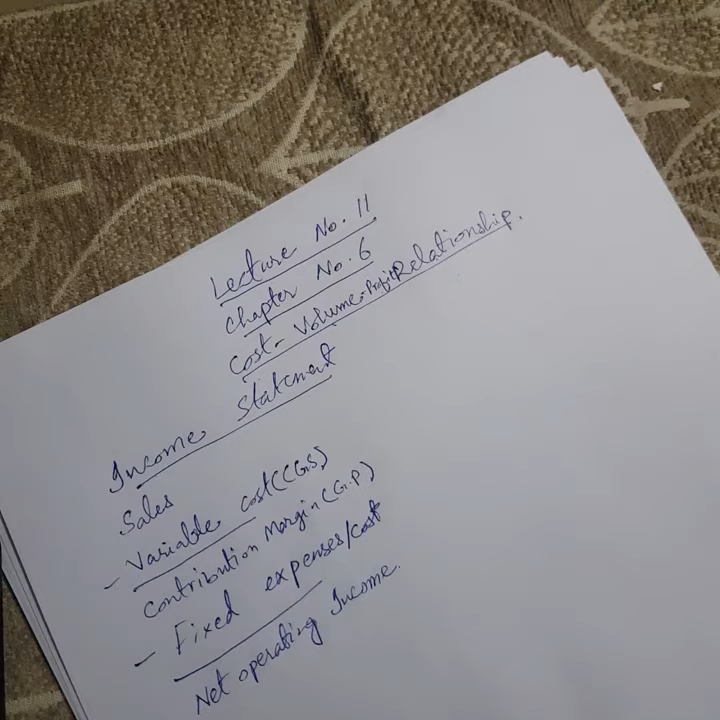 Lecture No. 11
Chapter No. 6
Cost-Volume-Profit Relationship.
Income Statement
Sales
- Variable cost (CGS)
Contribution Margin (G.P)
- Fixed expenses/cost
Net operating Income.